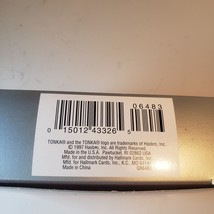 06483
0 15012 43326 5
TONKA® and the TONKA® logo are trademarks of Hasbro, Inc.
© 1997 Hasbro, Inc. All Rights Reserved.
Made in the U.S.A. Pawtucket, RI 02862 USA
Mfd. for and distributed by Hallmark Cards, Inc.
Mfd. for Hallmark Cards, Inc., K.C., MO 64141
Made in China